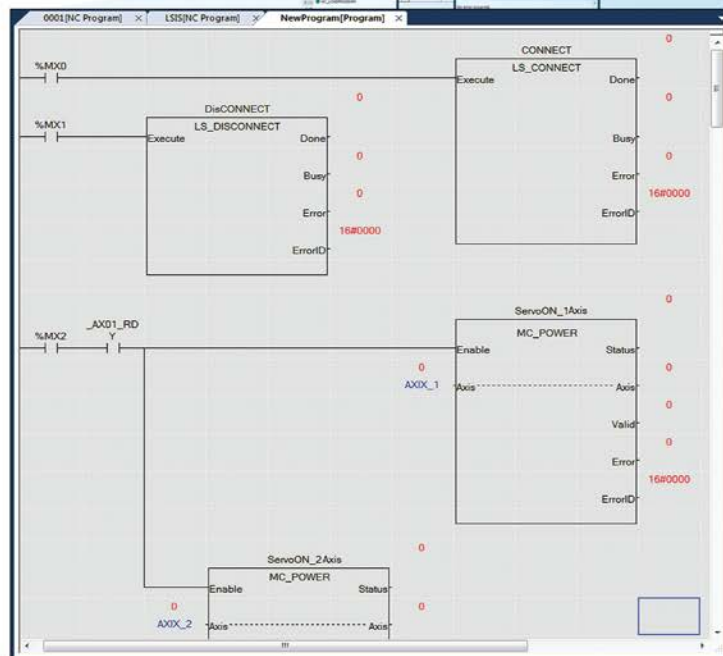 0001[NC Program] × LSIS[NC Program] × NewProgram[Program] ×
0
CONNECT
%MX0
LS_CONNECT
Execute Done
0
0
DisCONNECT
%MX1
LS_DISCONNECT
Execute Done
Busy
0
0
Busy
Error
0
16#0000
Error
ErrorID
16#0000
ErrorID
0
ServoON_1Axis
_AX01_RD
%MX2
Y
MC_POWER
Enable Status
0
0
AXIX_1
Axis Axis
0
Valid
0
Error
16#0000
ErrorID
0
ServoON_2Axis
MC_POWER
Enable Status
0
0
AXIX_2
Axis Axis